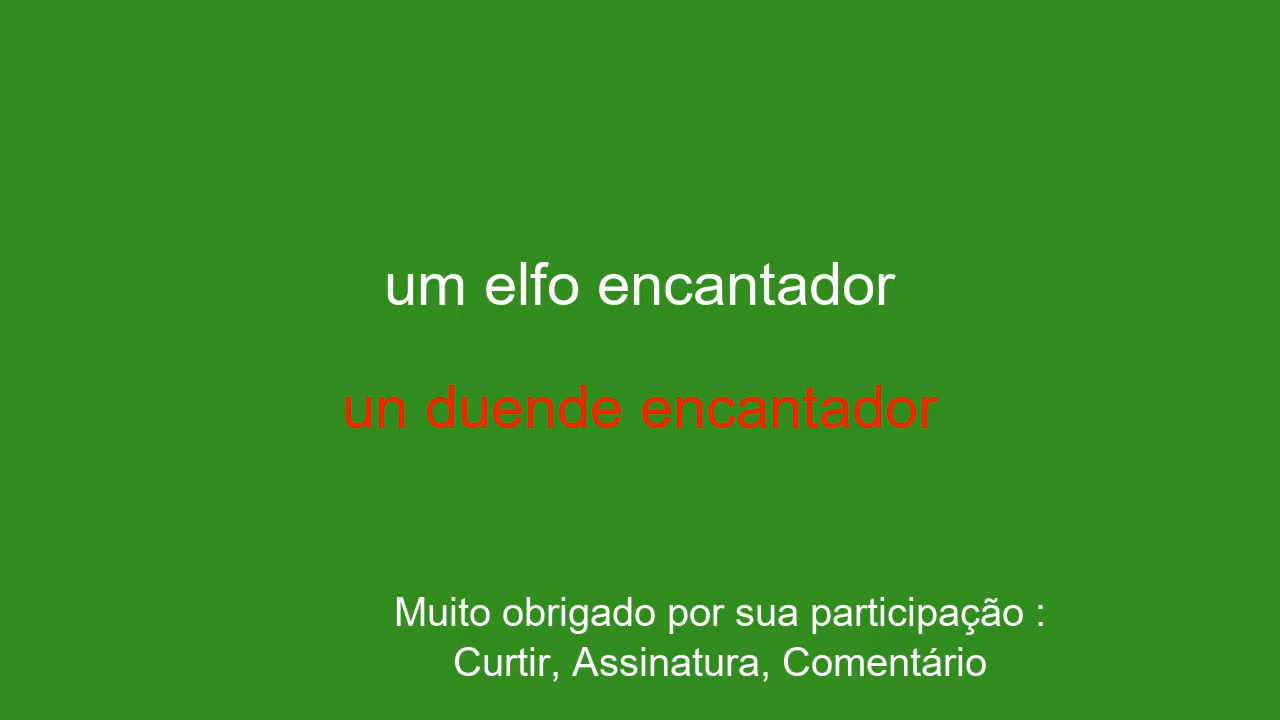 um elfo encantador
un duende encantador
Muito obrigado por sua participação :
Curtir, Assinatura, Comentário